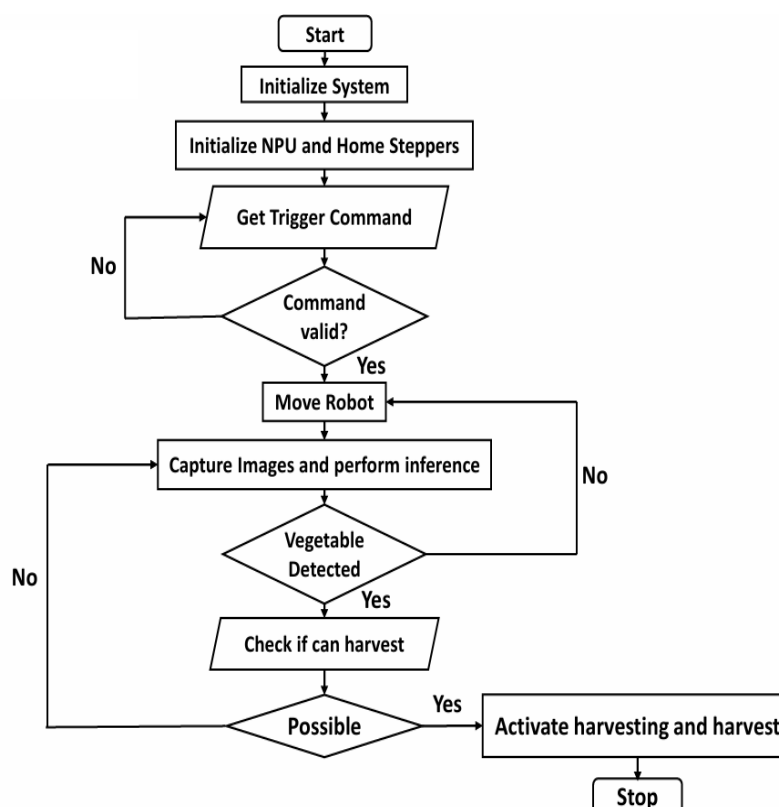 Start
Initialize System
Initialize NPU and Home Steppers
Get Trigger Command
No
Command
valid?
Yes
Move Robot
Capture Images and perform inference
No
Vegetable
Detected
No
Yes
Check if can harvest
Possible
Yes
Activate harvesting and harvest
Stop